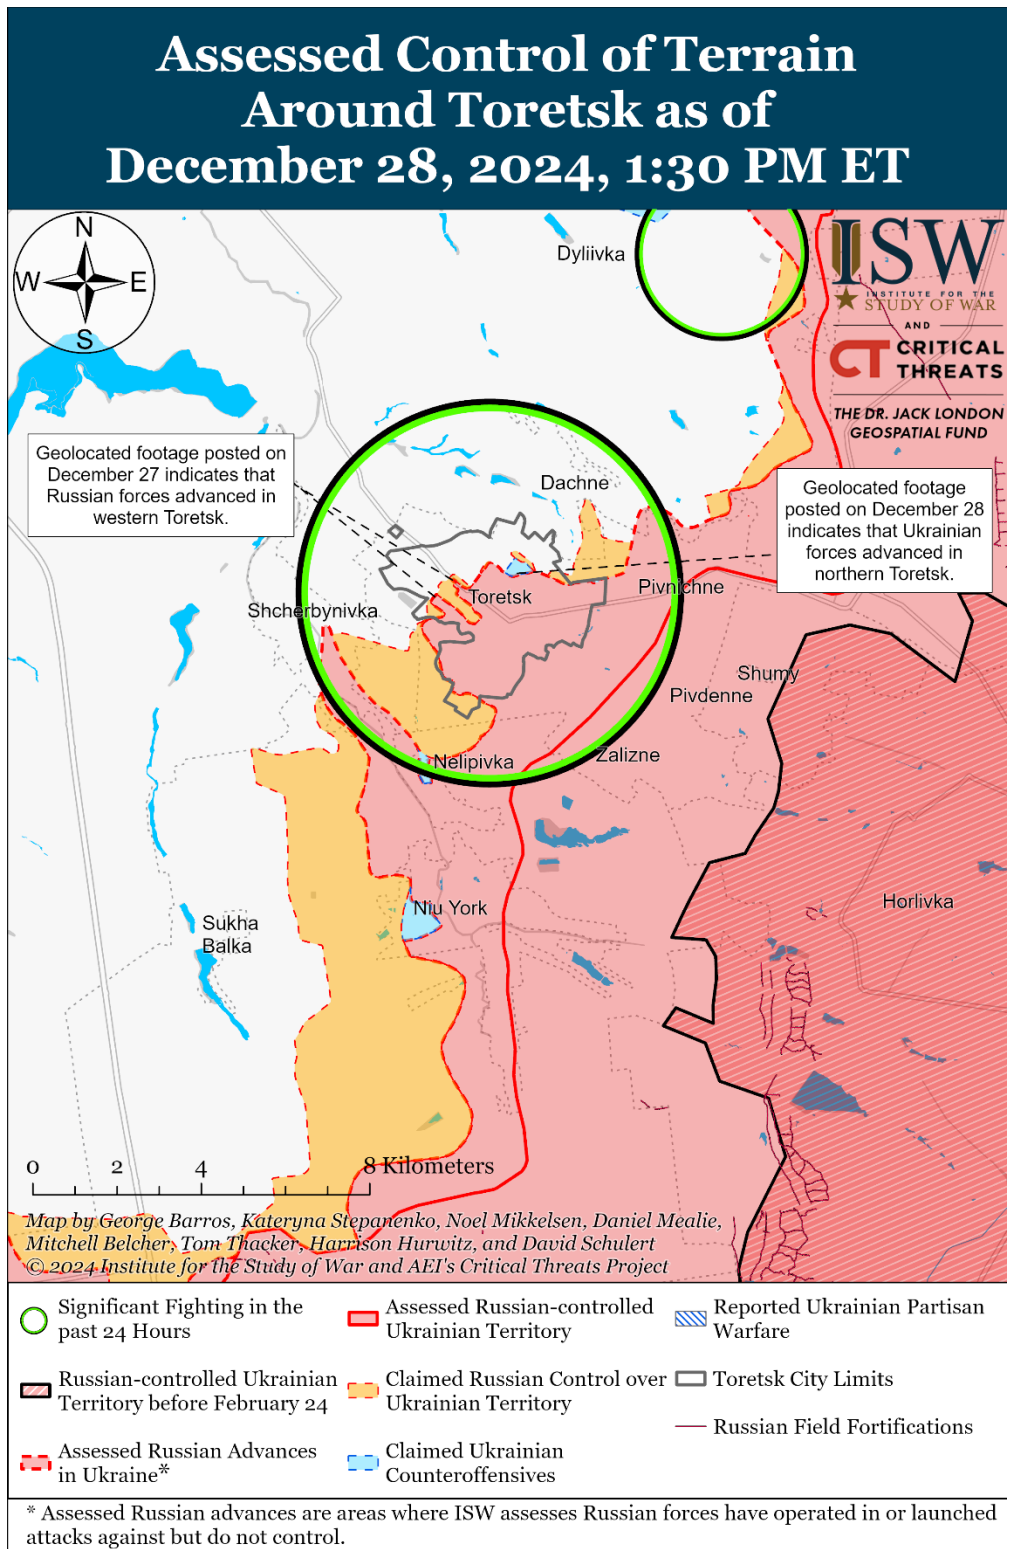 Assessed Control of Terrain
Around Toretsk as of
December 28, 2024, 1:30 PM ET
N
W
E
S
Dyliivka
ISW
INSTITUTE FOR THE
STUDY OF WAR
AND
CT
CRITICAL
THREATS
THE DR. JACK LONDON
GEOSPATIAL FUND
Geolocated footage posted on
December 27 indicates that
Russian forces advanced in
western Toretsk.
Dachne
Geolocated footage
posted on December 28
indicates that Ukrainian
forces advanced in
northern Toretsk.
Pivnichne
Toretsk
Shcherbynivka
Shumy
Pivdenne
Nelipivka
Zalizne
Horlivka
Niu York
Sukha
Balka
0 2 4 8 Kilometers
Map by George Barros, Kateryna Stepanenko, Noel Mikkelsen, Daniel Mealie,
Mitchell Belcher, Tom Thacker, Harrison Hurwitz, and David Schulert
© 2024 Institute for the Study of War and AEI's Critical Threats Project
Significant Fighting in the
past 24 Hours
Russian-controlled Ukrainian
Territory before February 24
Assessed Russian Advances
in Ukraine*
Assessed Russian-controlled
Ukrainian Territory
Claimed Russian Control over
Ukrainian Territory
Claimed Ukrainian
Counteroffensives
Reported Ukrainian Partisan
Warfare
Toretsk City Limits
Russian Field Fortifications
* Assessed Russian advances are areas where ISW assesses Russian forces have operated in or launched
attacks against but do not control.